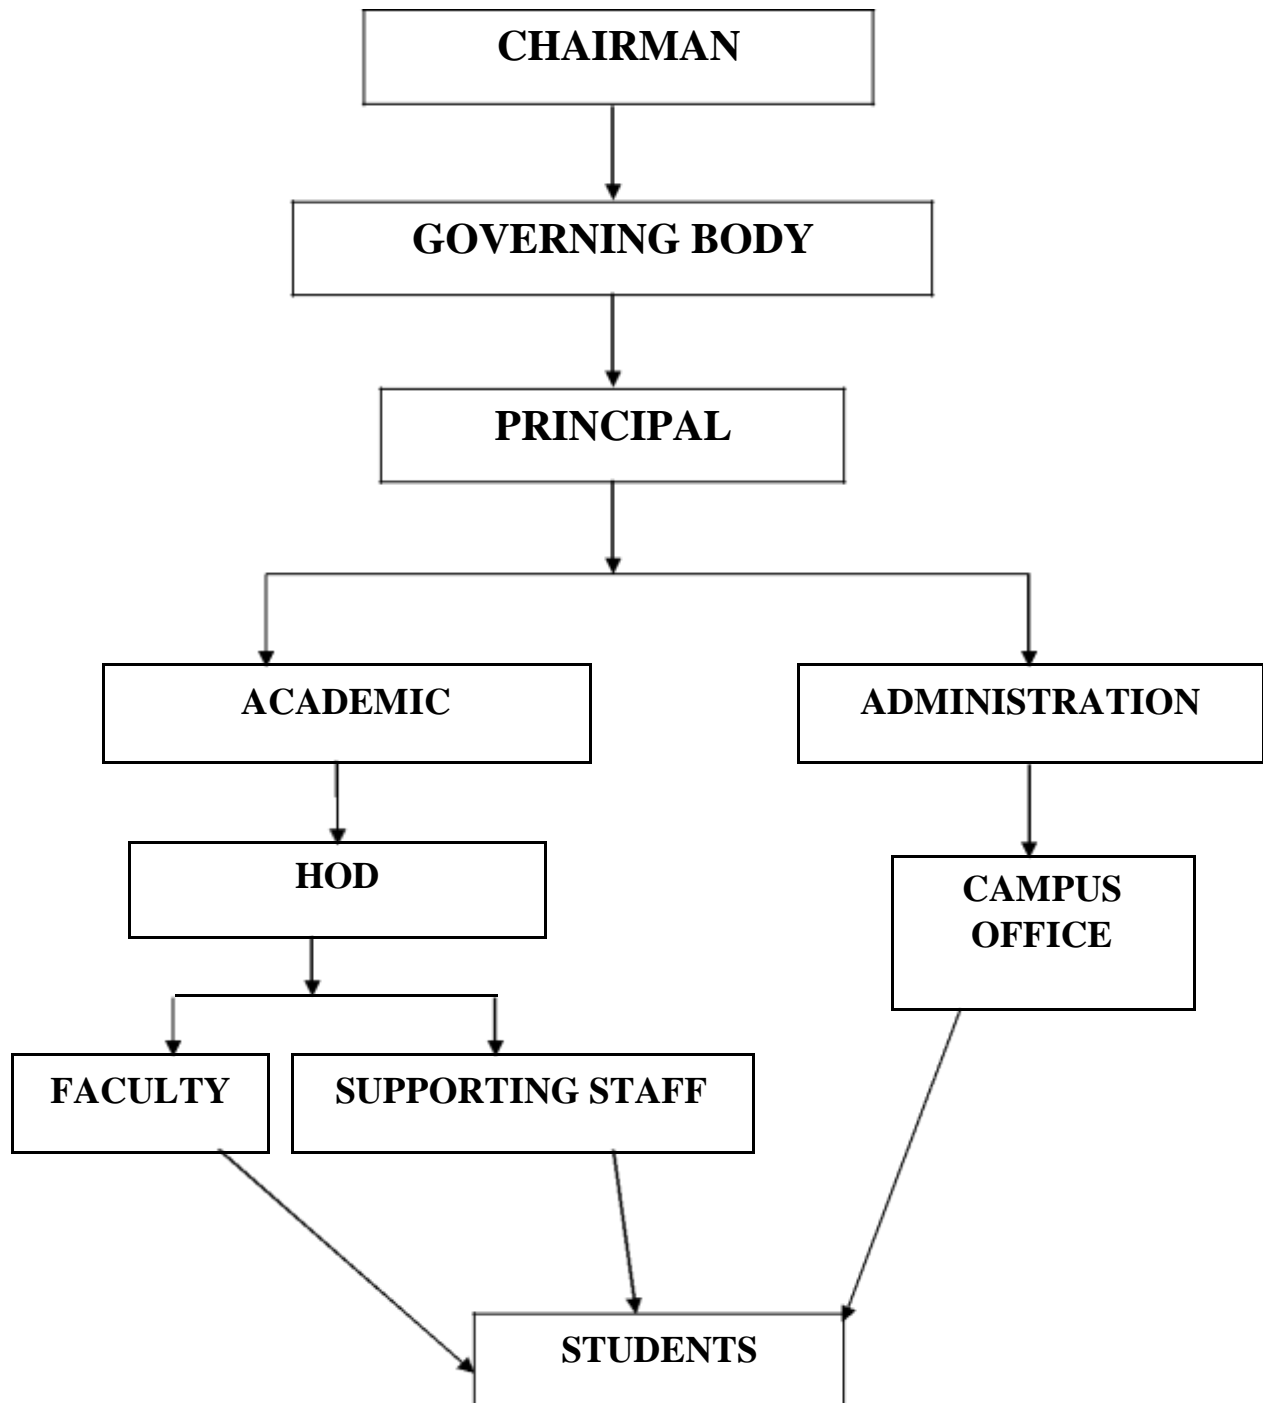 CHAIRMAN
GOVERNING BODY
PRINCIPAL
ACADEMIC
ADMINISTRATION
HOD
CAMPUS
OFFICE
FACULTY
SUPPORTING STAFF
STUDENTS